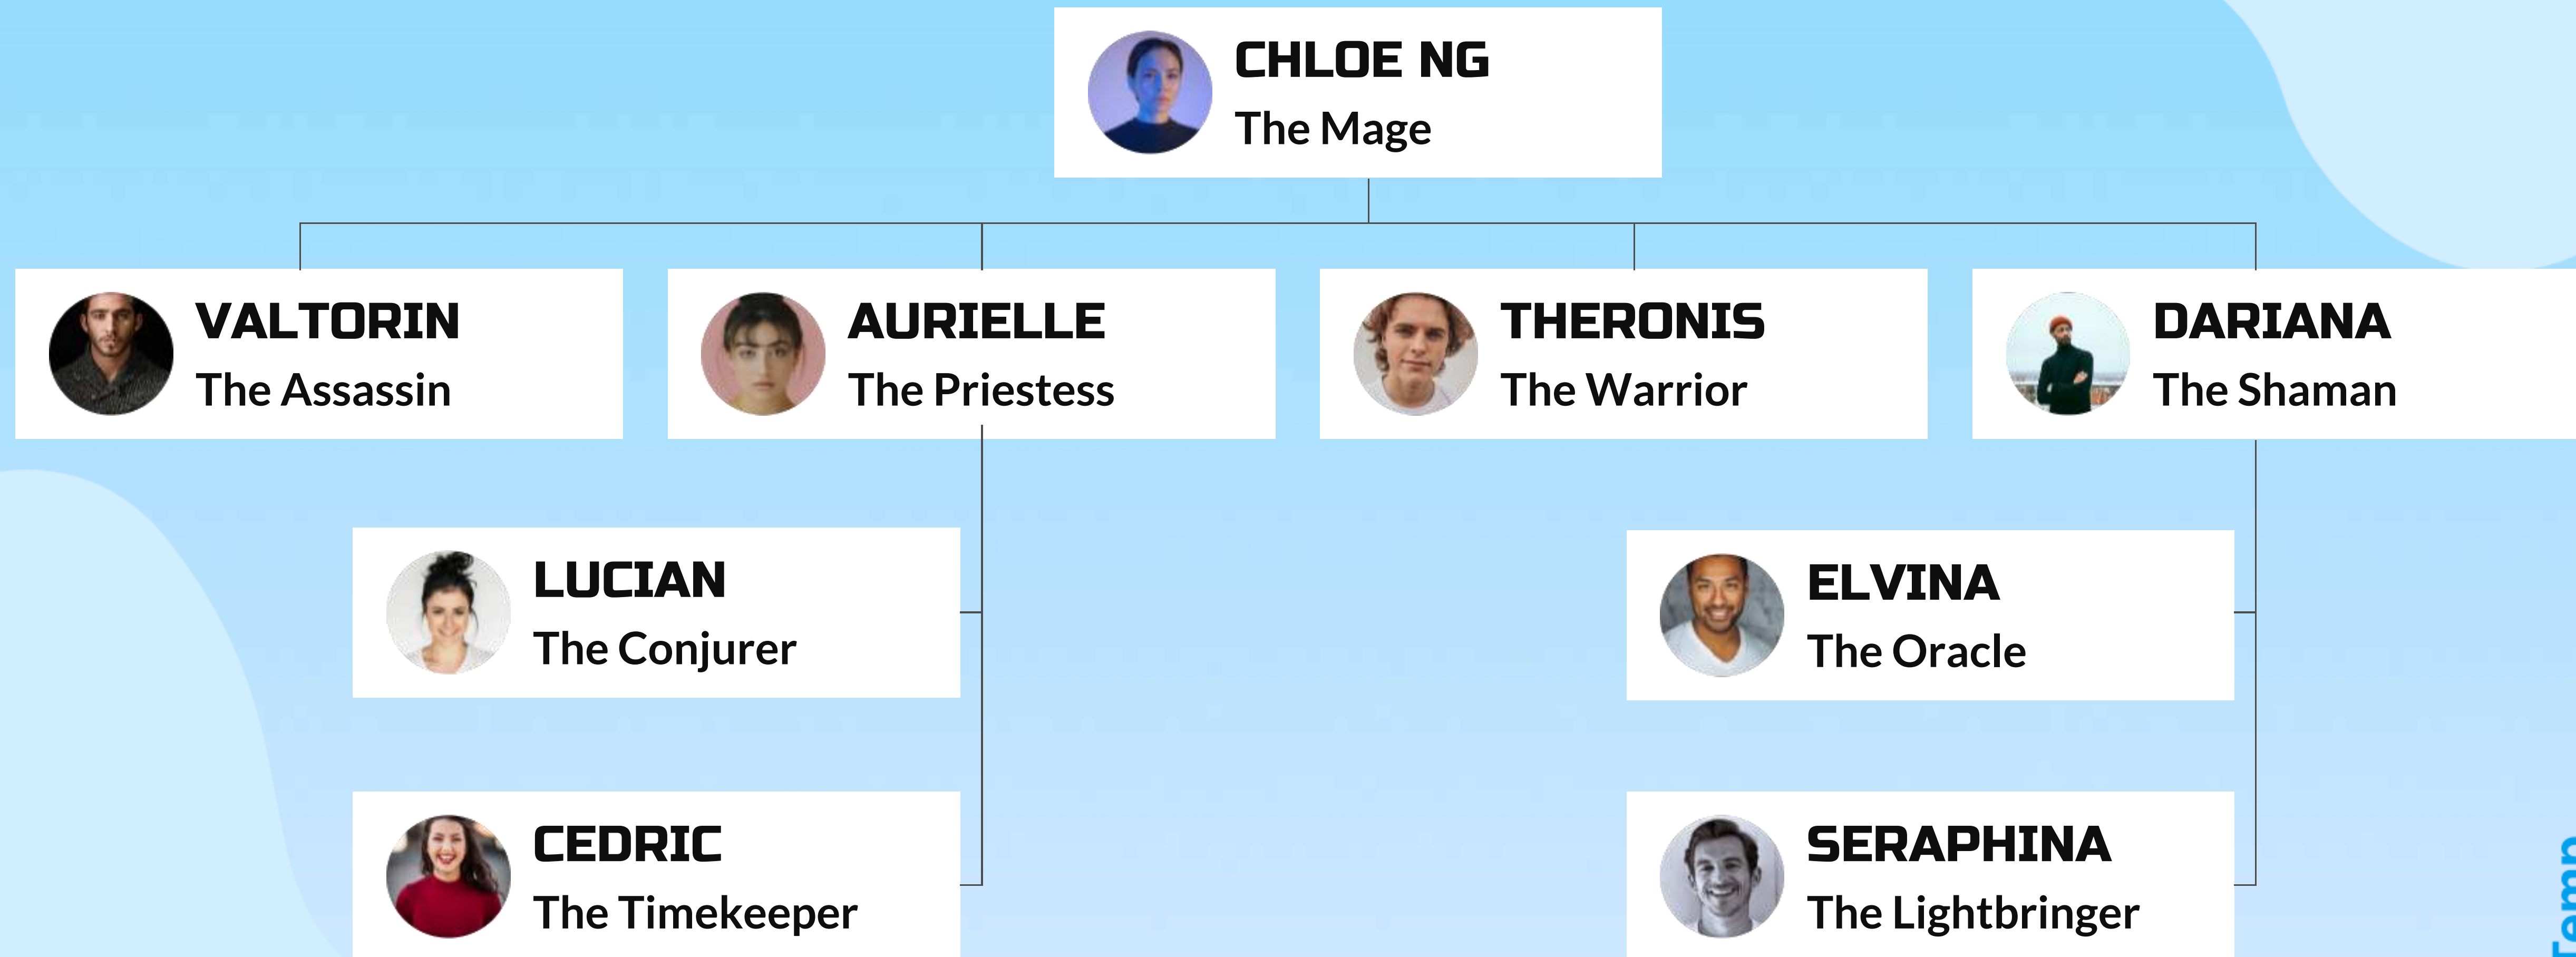 CHLOE NG
The Mage
VALTORIN
The Assassin
AURIELLE
The Priestess
THERONIS
The Warrior
DARIANA
The Shaman
LUCIAN
The Conjurer
ELVINA
The Oracle
CEDRIC
The Timekeeper
SERAPHINA
The Lightbringer
Temp